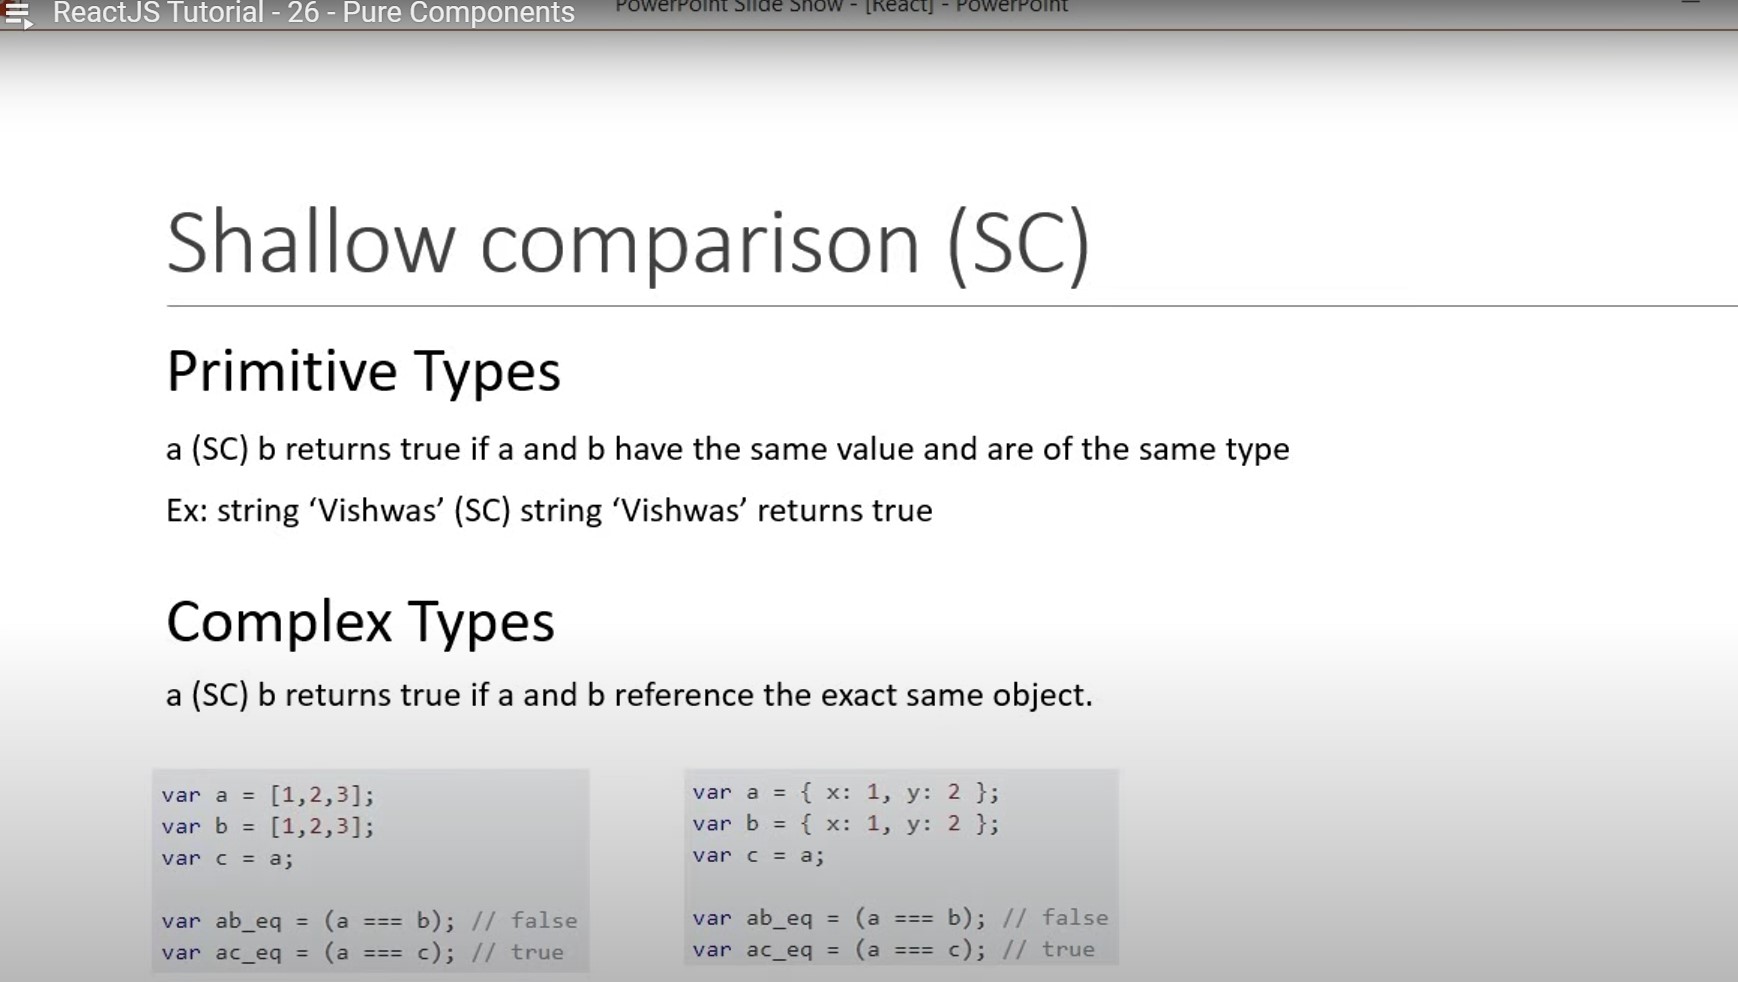 ReactJS Tutorial - 26 - Pure Components
PowerPoint Slide Show - [React] - PowerPoint
Shallow comparison (SC)
Primitive Types
a (SC) b returns true if a and b have the same value and are of the same type
Ex: string ‘Vishwas’ (SC) string ‘Vishwas’ returns true
Complex Types
a (SC) b returns true if a and b reference the exact same object.
var a = [1,2,3];
var b = [1,2,3];
var c = a;
var ab_eq = (a === b); // false
var ac_eq = (a === c); // true
var a = { x: 1, y: 2 };
var b = { x: 1, y: 2 };
var c = a;
var ab_eq = (a === b); // false
var ac_eq = (a === c); // true